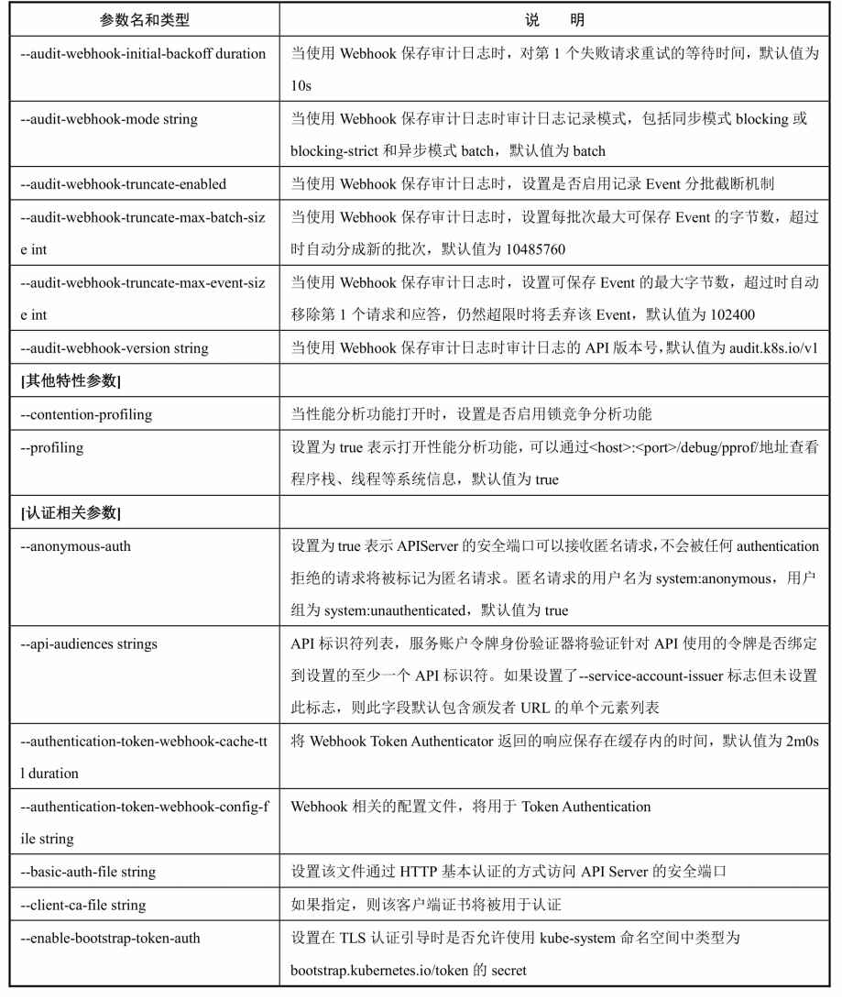 参数名和类型
说 明
--audit-webhook-initial-backoff duration
当使用 Webhook 保存审计日志时，对第 1 个失败请求重试的等待时间，默认值为
10s
--audit-webhook-mode string
当使用 Webhook 保存审计日志时审计日志记录模式，包括同步模式 blocking 或
blocking-strict 和异步模式 batch，默认值为 batch
--audit-webhook-truncate-enabled
当使用 Webhook 保存审计日志时，设置是否启用记录 Event 分批截断机制
--audit-webhook-truncate-max-batch-siz
e int
当使用 Webhook 保存审计日志时，设置每批次最大可保存 Event 的字节数，超过
时自动分成新的批次，默认值为 10485760
--audit-webhook-truncate-max-event-siz
e int
当使用 Webhook 保存审计日志时，设置可保存 Event 的最大字节数，超过时自动
移除第 1 个请求和应答，仍然超限时将丢弃该 Event，默认值为 102400
--audit-webhook-version string
当使用 Webhook 保存审计日志时审计日志的 API 版本号，默认值为 audit.k8s.io/v1
[其他特性参数]
--contention-profiling
当性能分析功能打开时，设置是否启用锁竞争分析功能
--profiling
设置为 true 表示打开性能分析功能，可以通过<host>:<port>/debug/pprof/地址查看
程序栈、线程等系统信息，默认值为 true
[认证相关参数]
--anonymous-auth
设置为 true 表示 APIServer 的安全端口可以接收匿名请求，不会被任何 authentication
拒绝的请求将被标记为匿名请求。匿名请求的用户名为 system:anonymous，用户
组为 system:unauthenticated，默认值为 true
--api-audiences strings
API 标识符列表，服务账户令牌身份验证器将验证针对 API 使用的令牌是否绑定
到设置的至少一个 API 标识符。如果设置了--service-account-issuer 标志但未设置
此标志，则此字段默认包含颁发者 URL 的单个元素列表
--authentication-token-webhook-cache-tt
l duration
将 Webhook Token Authenticator 返回的响应保存在缓存内的时间，默认值为 2m0s
--authentication-token-webhook-config-f
ile string
Webhook 相关的配置文件，将用于 Token Authentication
--basic-auth-file string
设置该文件通过 HTTP 基本认证的方式访问 API Server 的安全端口
--client-ca-file string
如果指定，则该客户端证书将被用于认证
--enable-bootstrap-token-auth
设置在 TLS 认证引导时是否允许使用 kube-system 命名空间中类型为
bootstrap.kubernetes.io/token 的 secret